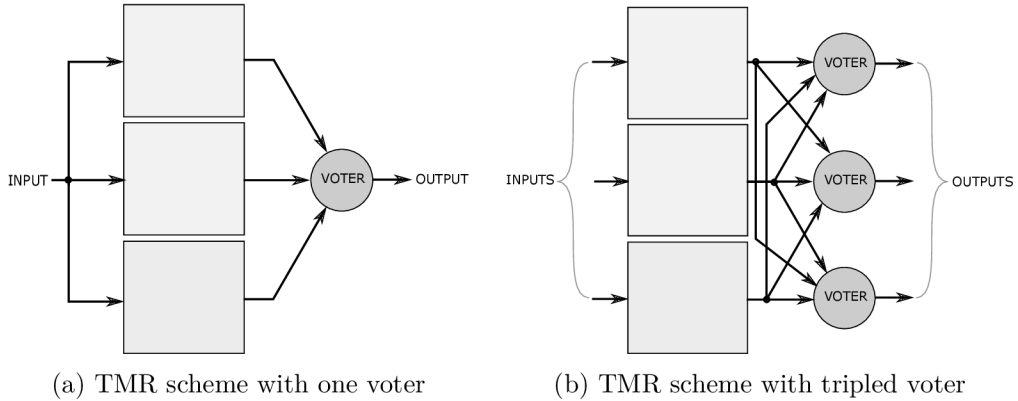 INPUT
VOTER
OUTPUT
(a) TMR scheme with one voter
INPUTS
VOTER
VOTER
VOTER
OUTPUTS
(b) TMR scheme with tripled voter